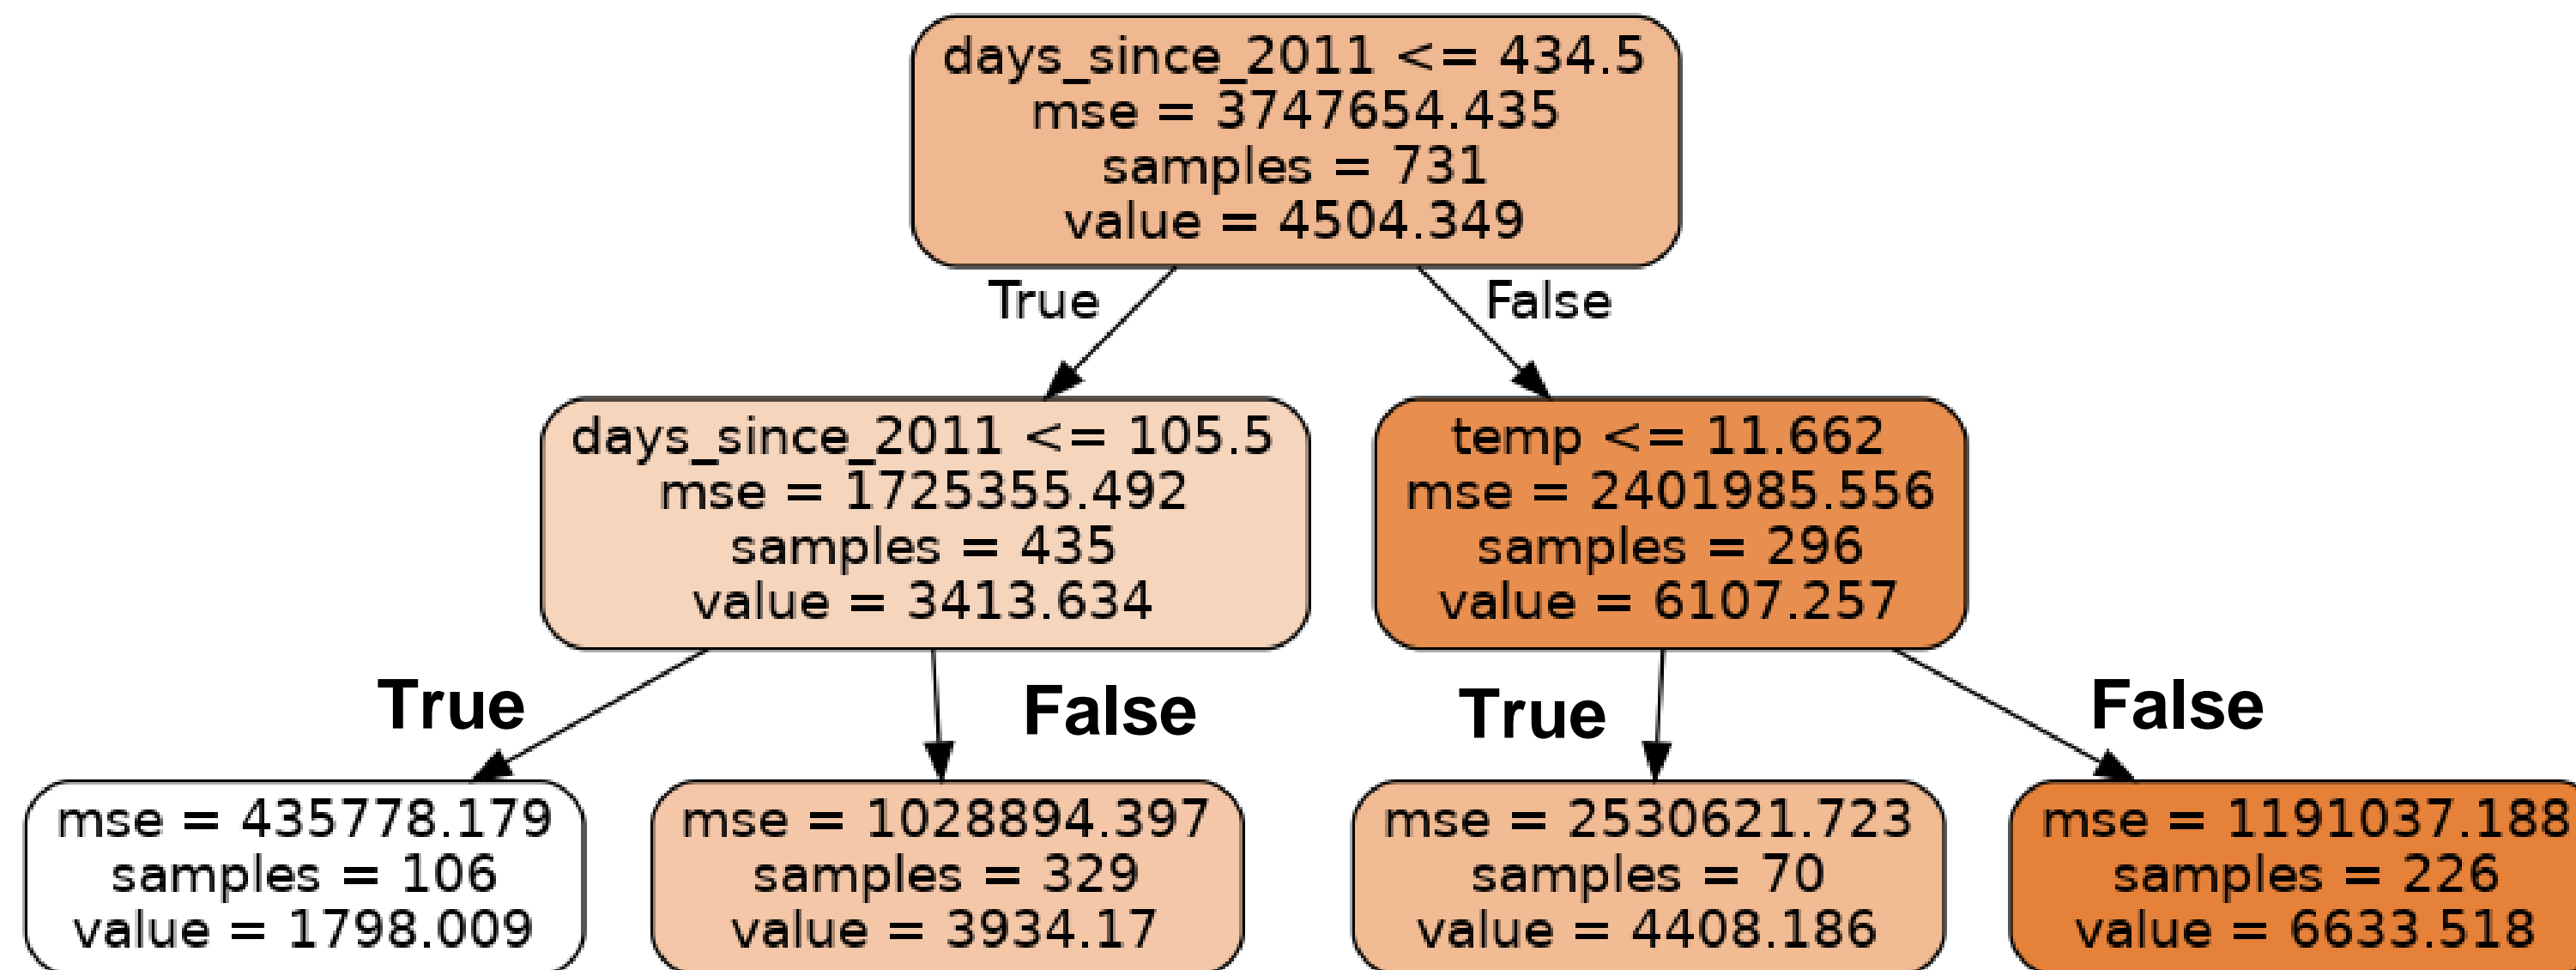 days_since_2011 <= 434.5
mse = 3747654.435
samples = 731
value = 4504.349
True
False
days_since_2011 <= 105.5
mse = 1725355.492
samples = 435
value = 3413.634
temp <= 11.662
mse = 2401985.556
samples = 296
value = 6107.257
True
False
True
False
mse = 435778.179
samples = 106
value = 1798.009
mse = 1028894.397
samples = 329
value = 3934.17
mse = 2530621.723
samples = 70
value = 4408.186
mse = 1191037.188
samples = 226
value = 6633.518